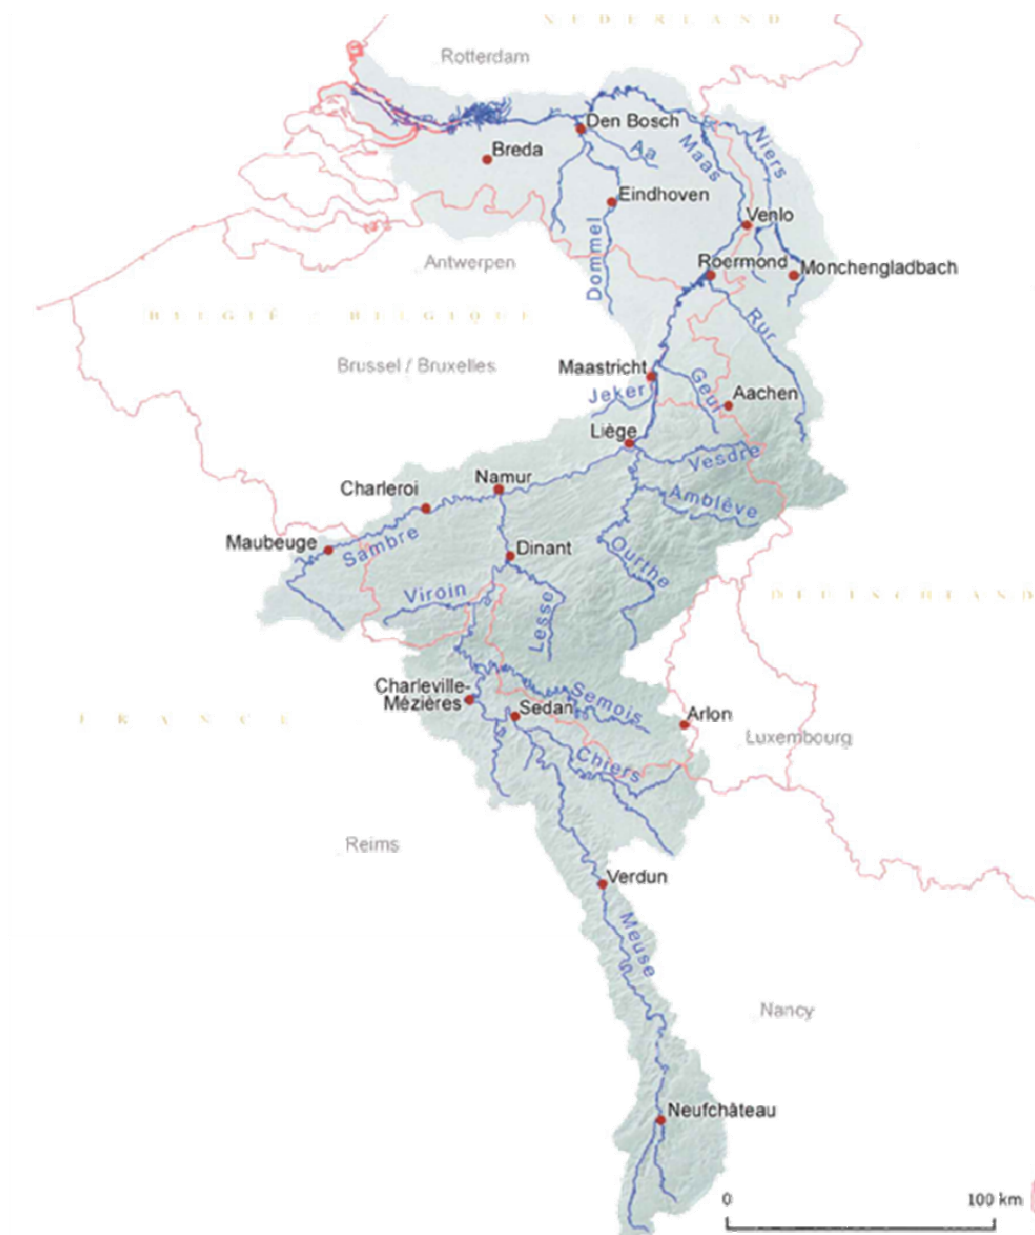 NEDERLAND
Rotterdam
Den Bosch
Niers
Aa
Maas
Breda
Eindhoven
Venlo
Dommel
Antwerpen
Roermond
Monchengladbach
BELGIË - BELGIQUE
Rur
Brussel / Bruxelles
Maastricht
Geul
Jeker
Aachen
Liège
Vesdre
Namur
Charleroi
Amblève
Maubeuge
Sambre
Dinant
Ourthe
Viroin
Lesse
DEUTSCHLAND
Charleville-
Mézières
Semois
Sedan
Arlon
FRANCE
Luxembourg
Chiers
Reims
Verdun
Meuse
Nancy
Neufchâteau
0
100 km